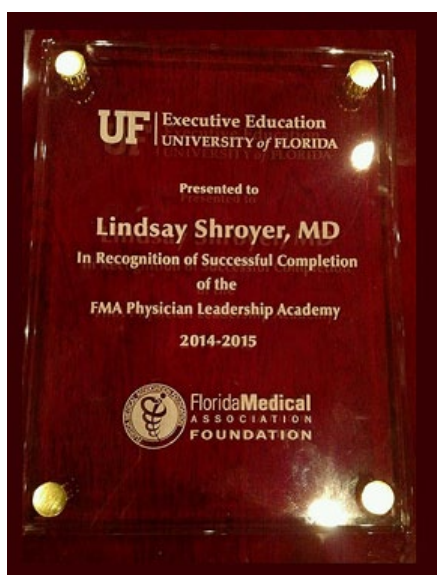 UF Executive Education
UNIVERSITY of FLORIDA
Presented to
Lindsay Shroyer, MD
In Recognition of Successful Completion
of the
FMA Physician Leadership Academy
2014-2015
FloridaMedical
ASSOCIATION
FOUNDATION